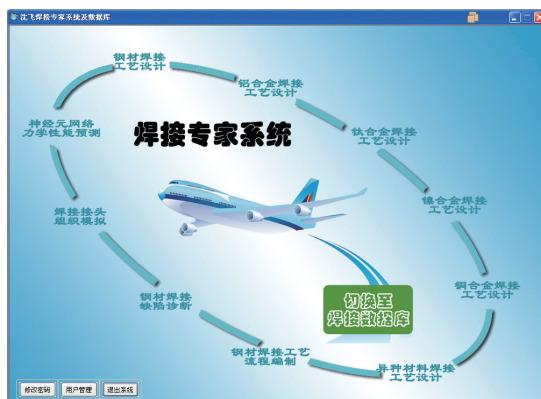 沈飞焊接专家系统及数据库
钢材焊接
工艺设计
铝合金焊接
工艺设计
神经元网络
力学性能预测
焊接专家系统
钛合金焊接
工艺设计
焊接接头
组织模拟
镍合金焊接
工艺设计
铜合金焊接
工艺设计
钢材焊接
缺陷诊断
切换至
焊接数据库
钢材焊接工艺
流程编制
异种材料焊接
工艺设计
修改密码
用户管理
退出系统